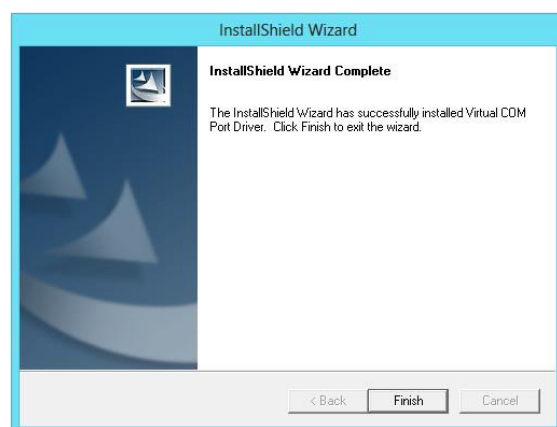 InstallShield Wizard
InstallShield Wizard Complete
The InstallShield Wizard has successfully installed Virtual COM
Port Driver. Click Finish to exit the wizard.
< Back
Finish
Cancel